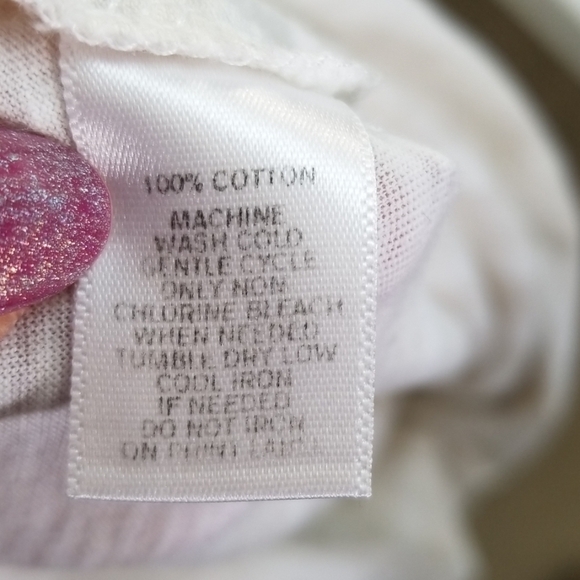 100% COTTON
MACHINE
WASH COLD
GENTLE CYCLE
ONLY NON
CHLORINE BLEACH
WHEN NEEDED
TUMBLE DRY LOW
COOL IRON
IF NEEDED
DO NOT IRON
ON PRINT